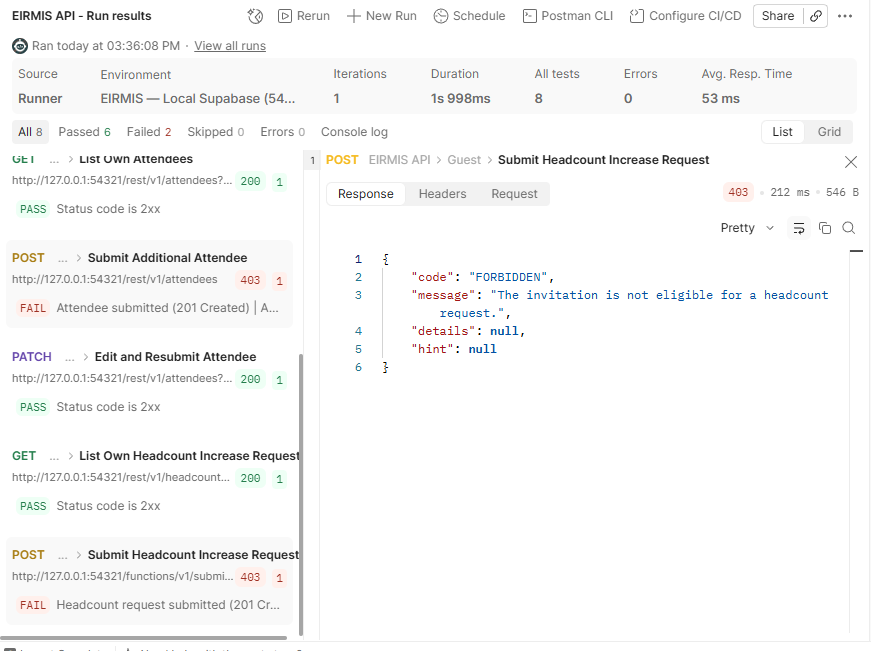 EIRMIS API - Run results Rerun New Run Schedule Postman CLI Configure CI/CD Share
Ran today at 03:36:08 PM · View all runs
Source Environment Iterations Duration All tests Errors Avg. Resp. Time
Runner EIRMIS — Local Supabase (54... 1 1s 998ms 8 0 53 ms
All 8 Passed 6 Failed 2 Skipped 0 Errors 0 Console log List Grid
GET ... > List Own Attendees
http://127.0.0.1:54321/rest/v1/attendees?... 200 1
PASS Status code is 2xx
POST ... > Submit Additional Attendee
http://127.0.0.1:54321/rest/v1/attendees 403 1
FAIL Attendee submitted (201 Created) | A...
PATCH ... > Edit and Resubmit Attendee
http://127.0.0.1:54321/rest/v1/attendees?... 200 1
PASS Status code is 2xx
GET ... > List Own Headcount Increase Request
http://127.0.0.1:54321/rest/v1/headcount... 200 1
PASS Status code is 2xx
POST ... > Submit Headcount Increase Request
http://127.0.0.1:54321/functions/v1/submi... 403 1
FAIL Headcount request submitted (201 Cr...
1 POST EIRMIS API > Guest > Submit Headcount Increase Request
Response Headers Request 403 212 ms 546 B
Pretty
1 {
2 "code": "FORBIDDEN",
3 "message": "The invitation is not eligible for a headcount
request.",
4 "details": null,
5 "hint": null
6 }